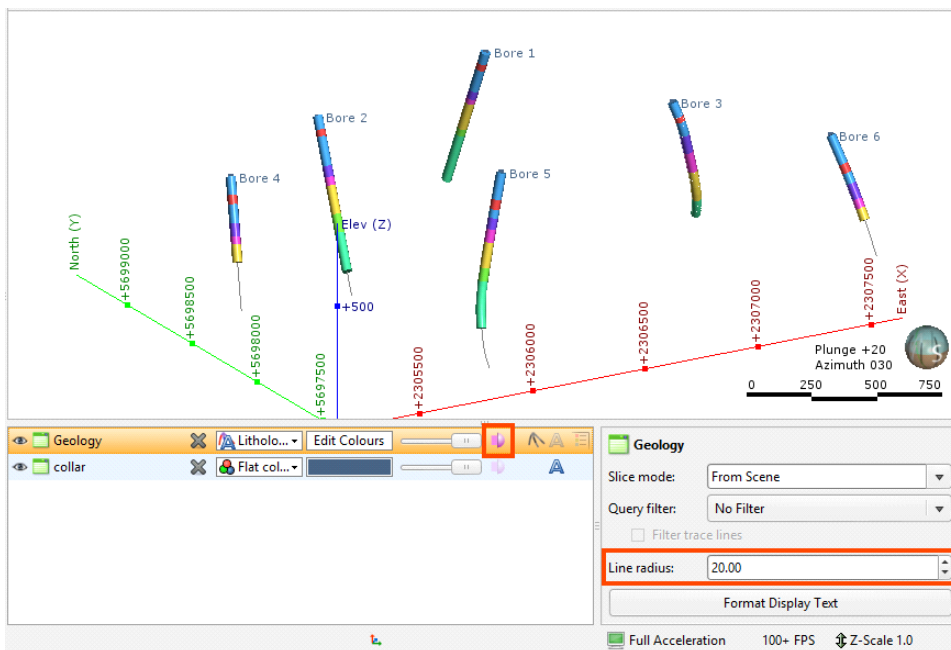 Bore 1
Bore 2
Bore 3
Bore 6
Bore 4
Bore 5
Elev (Z)
North (Y)
+5699000
+5698500
+5698000
+5697500
+500
+2305500
+2306000
+2306500
+2307000
+2307500
East (X)
Plunge +20
Azimuth 030
S
0 250 500 750
Geology Litholo... Edit Colours
collar Flat col...
Geology
Slice mode: From Scene
Query filter: No Filter
Filter trace lines
Line radius: 20.00
Format Display Text
Full Acceleration 100+ FPS Z-Scale 1.0